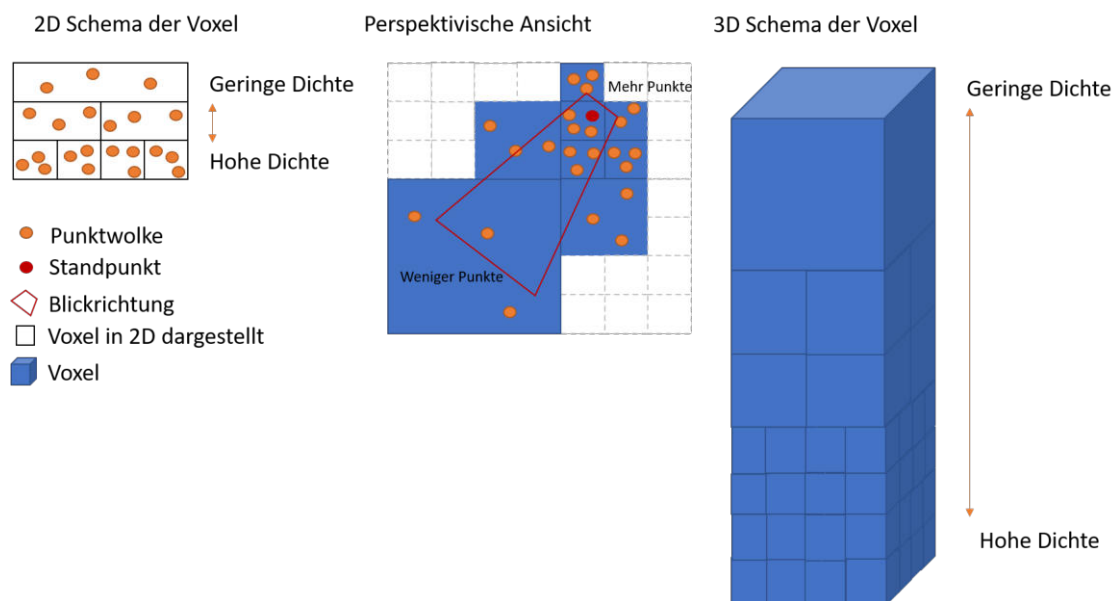 2D Schema der Voxel
Geringe Dichte
Hohe Dichte
Punktwolke
Standpunkt
Blickrichtung
Voxel in 2D dargestellt
Voxel
Perspektivische Ansicht
Mehr Punkte
Weniger Punkte
3D Schema der Voxel
Geringe Dichte
Hohe Dichte